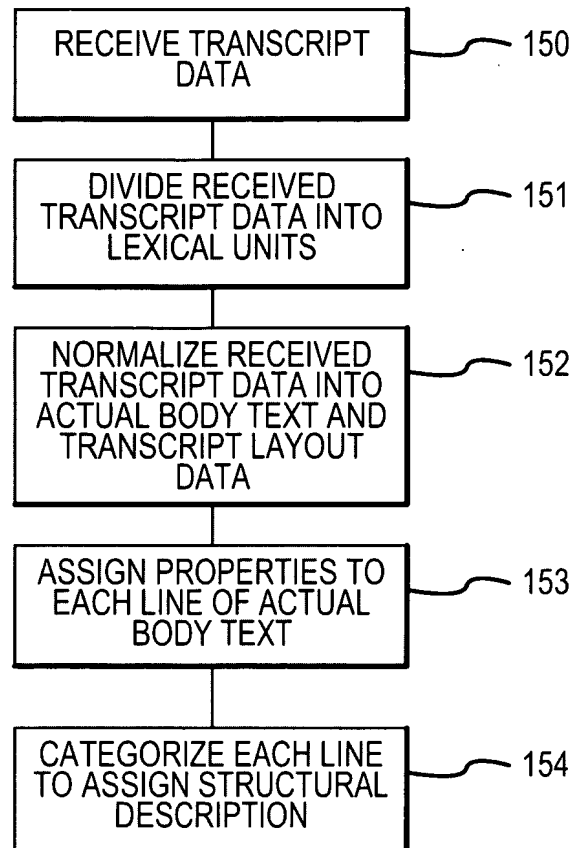 RECEIVE TRANSCRIPT
DATA
150
DIVIDE RECEIVED
TRANSCRIPT DATA INTO
LEXICAL UNITS
151
NORMALIZE RECEIVED
TRANSCRIPT DATA INTO
ACTUAL BODY TEXT AND
TRANSCRIPT LAYOUT
DATA
152
ASSIGN PROPERTIES TO
EACH LINE OF ACTUAL
BODY TEXT
153
CATEGORIZE EACH LINE
TO ASSIGN STRUCTURAL
DESCRIPTION
154